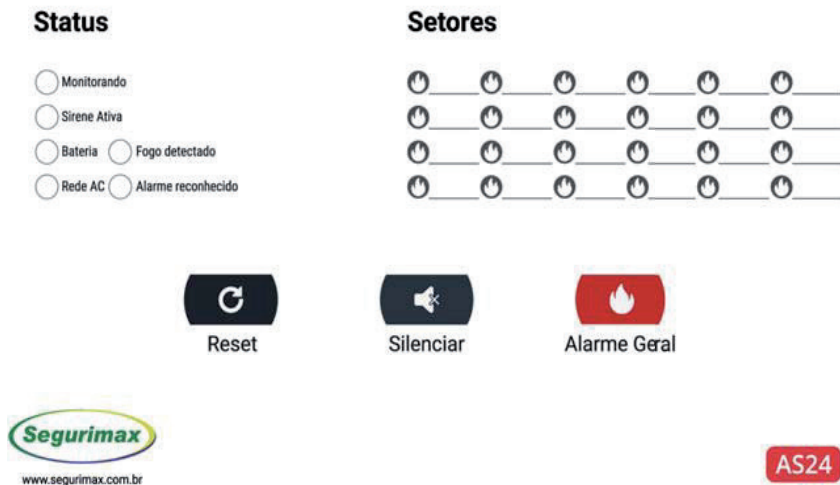 Status
Setores
Monitorando
Sirene Ativa
Bateria Fogo detectado
Rede AC Alarme reconhecido
Reset Silenciar Alarme Geral
Segurimax
www.segurimax.com.br
AS24